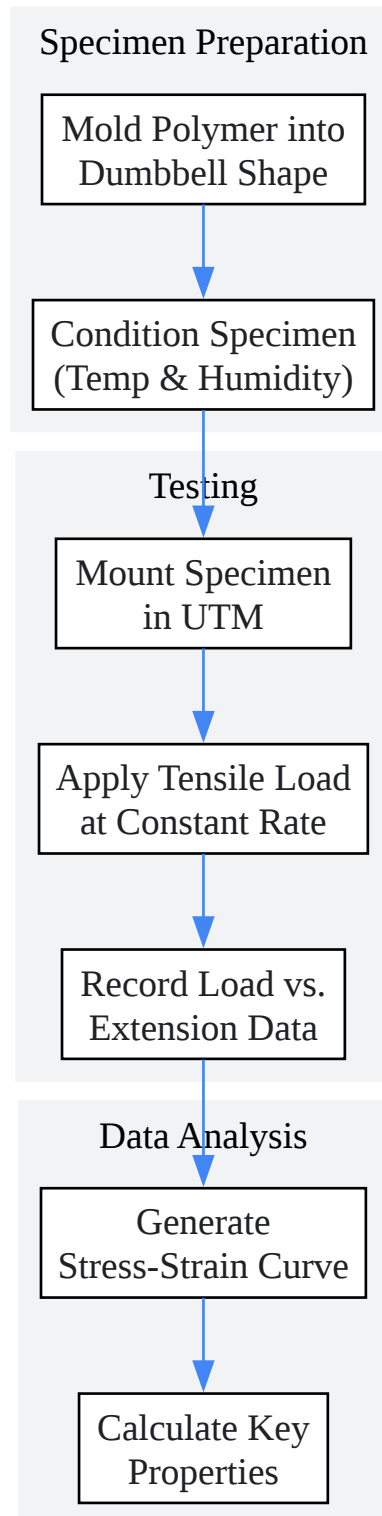 Specimen Preparation
Mold Polymer into
Dumbbell Shape
Condition Specimen
(Temp & Humidity)
Testing
Mount Specimen
in UTM
Apply Tensile Load
at Constant Rate
Record Load vs.
Extension Data
Data Analysis
Generate
Stress-Strain Curve
Calculate Key
Properties